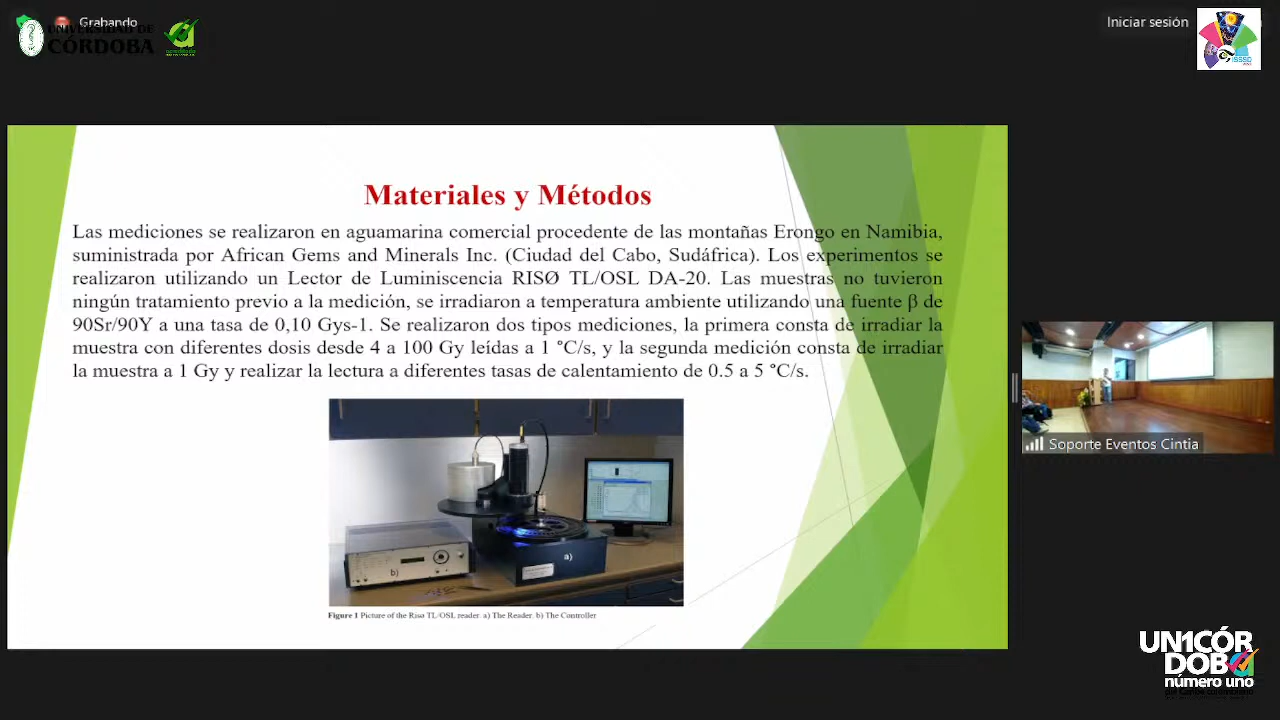 Grabando
UNIVERSIDAD DE
CÓRDOBA
Iniciar sesión
ISSSD
Materiales y Métodos
Las mediciones se realizaron en aguamarina comercial procedente de las montañas Erongo en Namibia,
suministrada por African Gems and Minerals Inc. (Ciudad del Cabo, Sudáfrica). Los experimentos se
realizaron utilizando un Lector de Luminiscencia RISØ TL/OSL DA-20. Las muestras no tuvieron
ningún tratamiento previo a la medición, se irradiaron a temperatura ambiente utilizando una fuente β de
90Sr/90Y a una tasa de 0,10 Gys-1. Se realizaron dos tipos mediciones, la primera consta de irradiar la
muestra con diferentes dosis desde 4 a 100 Gy leídas a 1 °C/s, y la segunda medición consta de irradiar
la muestra a 1 Gy y realizar la lectura a diferentes tasas de calentamiento de 0.5 a 5 °C/s.
a)
b)
Figure 1 Picture of the Risø TL/OSL reader. a) The Reader. b) The Controller
Soporte Eventos Cintia
UN1CÓR
DOBA
número uno